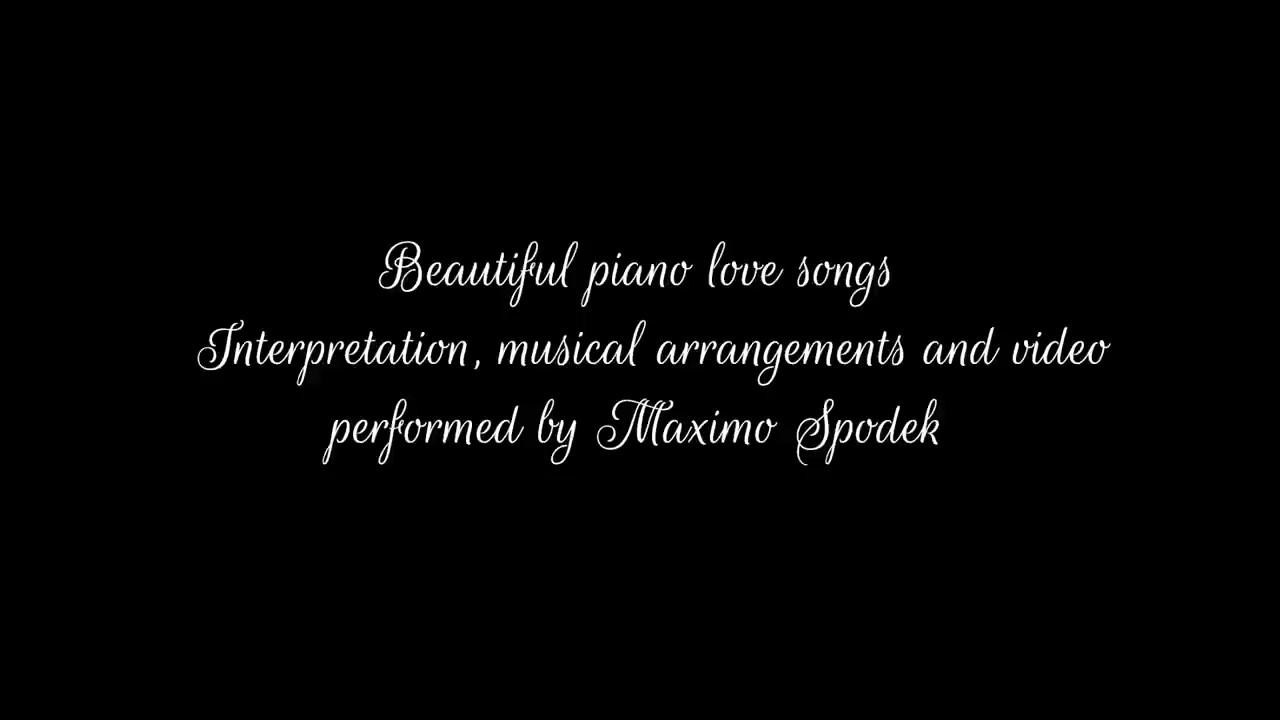 Beautiful piano love songs
Interpretation, musical arrangements and video
performed by Maximo Spodek